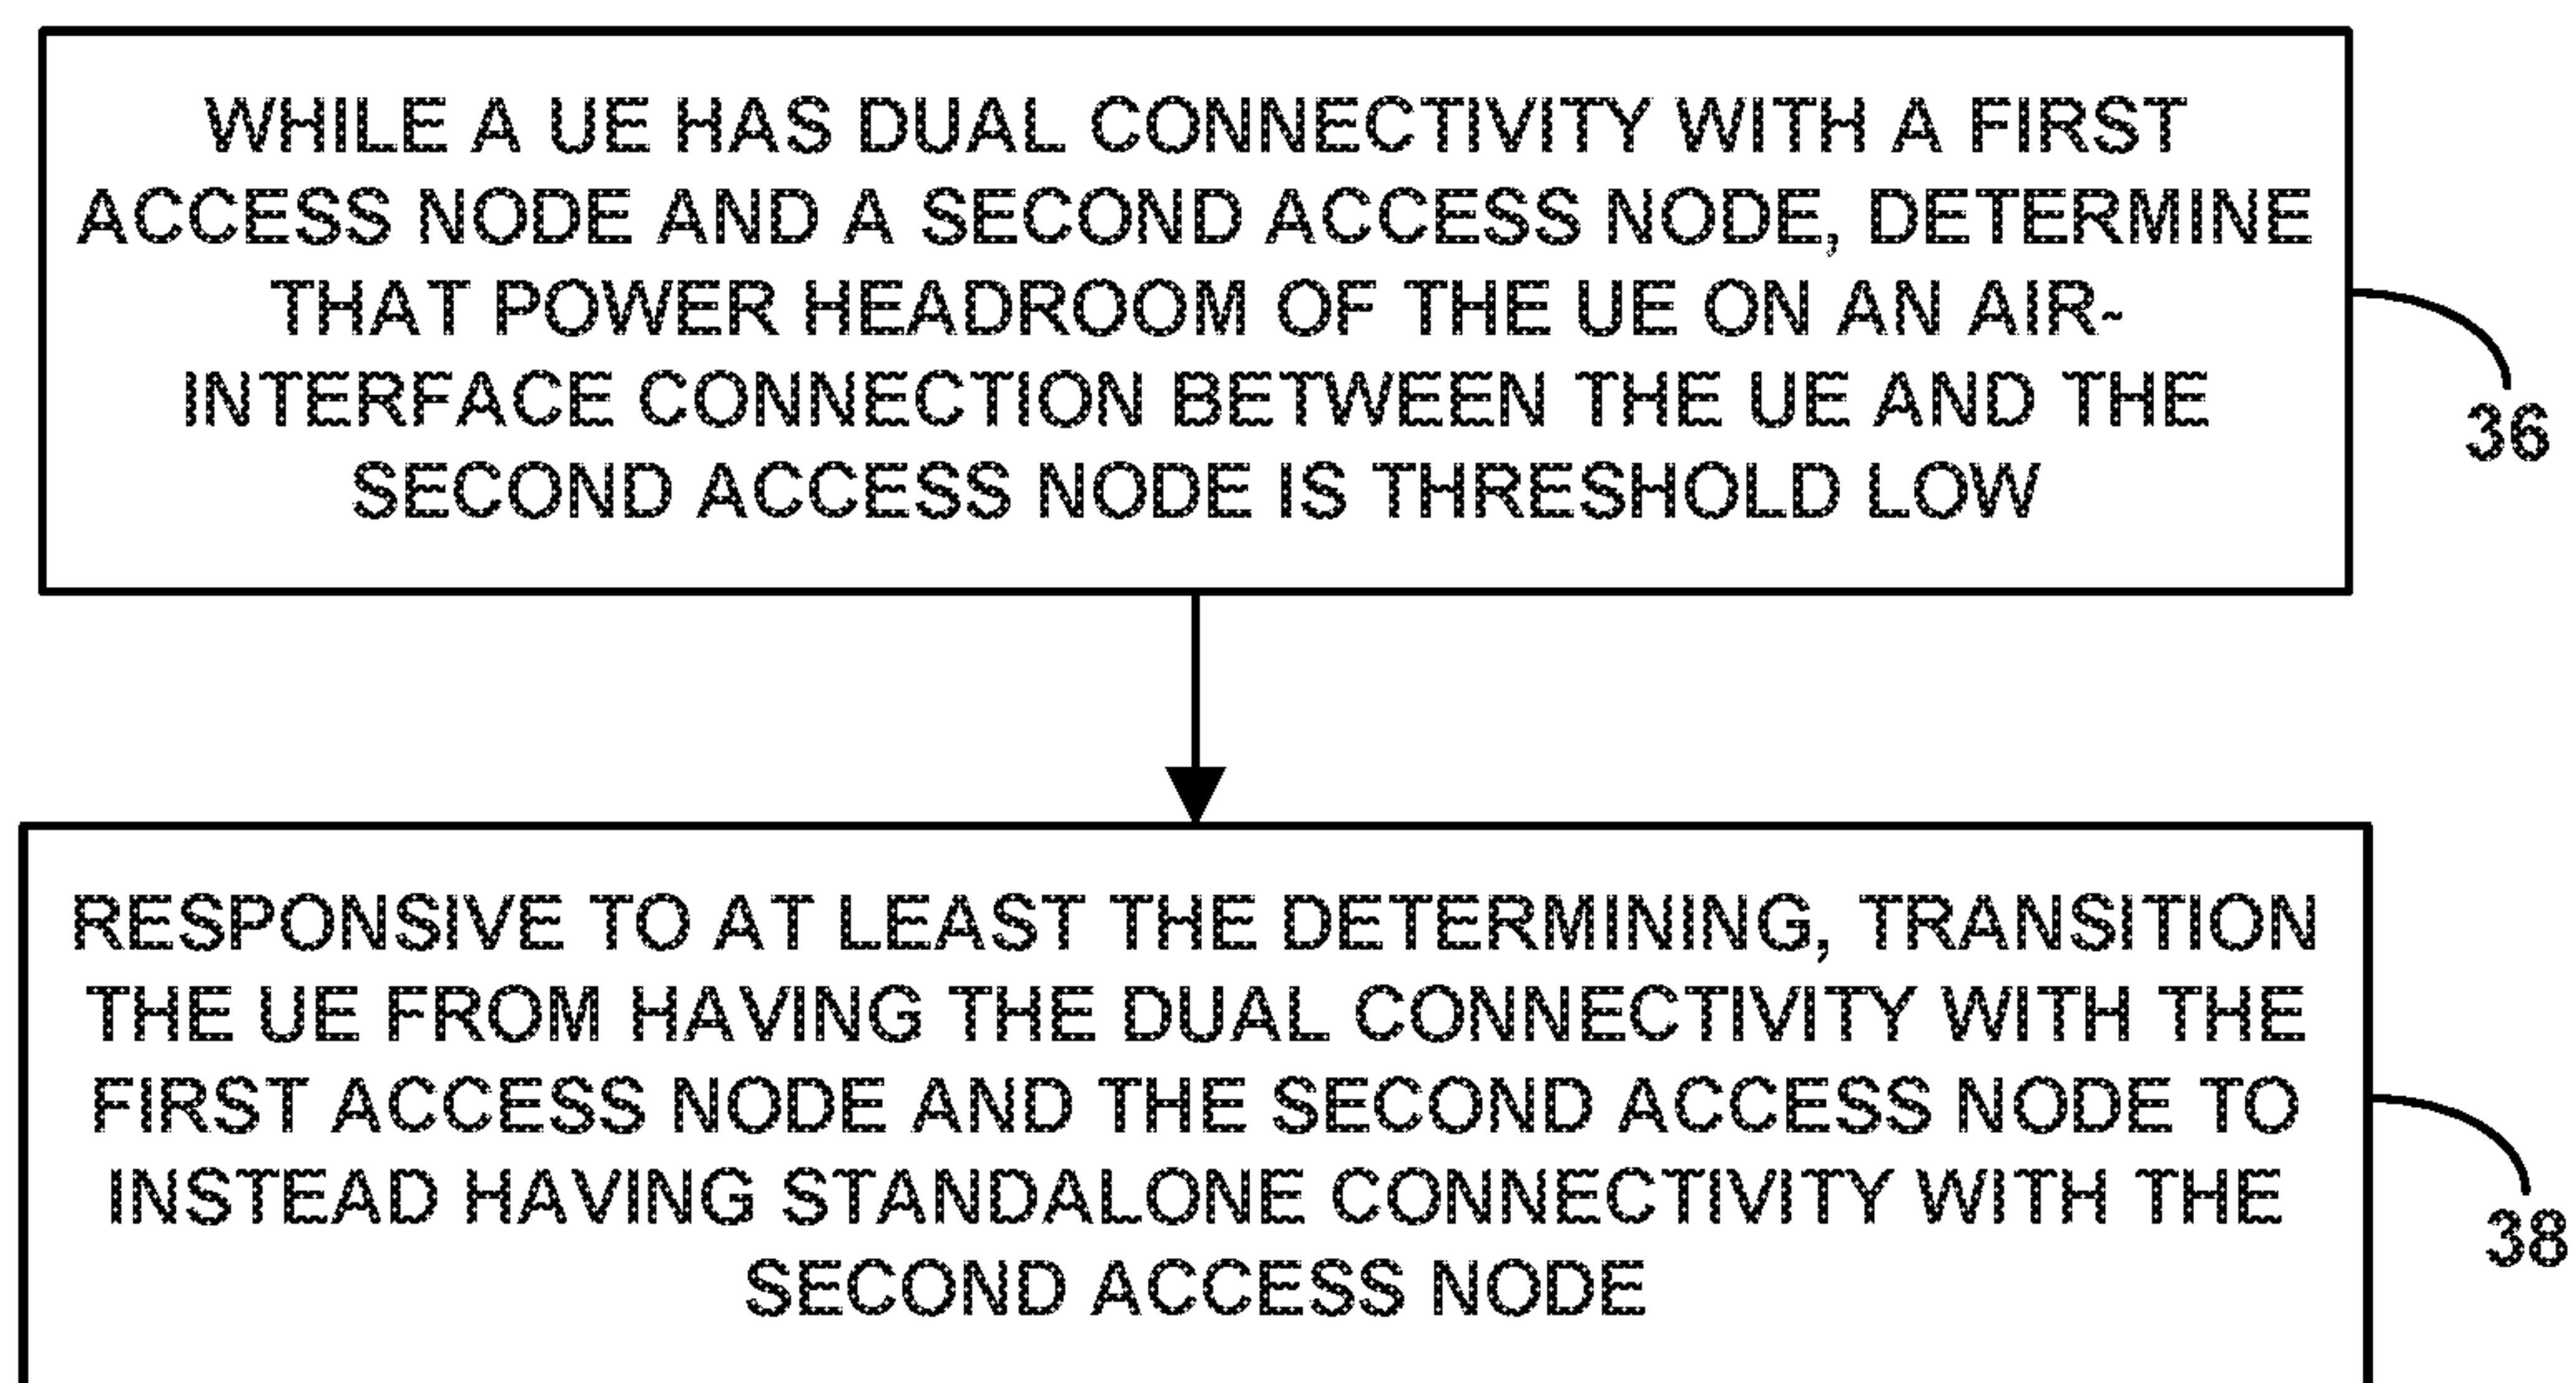 WHILE A UE HAS DUAL CONNECTIVITY WITH A FIRST
ACCESS NODE AND A SECOND ACCESS NODE, DETERMINE
THAT POWER HEADROOM OF THE UE ON AN AIR-
INTERFACE CONNECTION BETWEEN THE UE AND THE
SECOND ACCESS NODE IS THRESHOLD LOW
36
RESPONSIVE TO AT LEAST THE DETERMINING, TRANSITION
THE UE FROM HAVING THE DUAL CONNECTIVITY WITH THE
FIRST ACCESS NODE AND THE SECOND ACCESS NODE TO
INSTEAD HAVING STANDALONE CONNECTIVITY WITH THE
SECOND ACCESS NODE
38